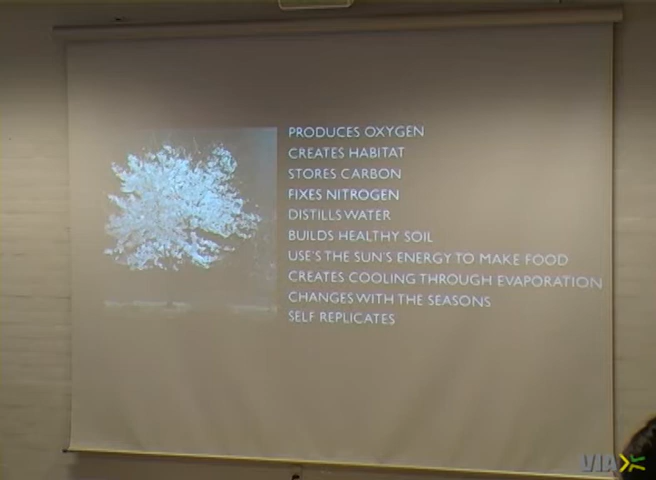 PRODUCES OXYGEN
CREATES HABITAT
STORES CARBON
FIXES NITROGEN
DISTILLS WATER
BUILDS HEALTHY SOIL
USE'S THE SUN'S ENERGY TO MAKE FOOD
CREATES COOLING THROUGH EVAPORATION
CHANGES WITH THE SEASONS
SELF REPLICATES
VIA